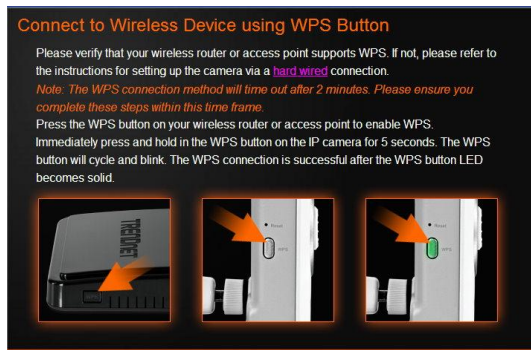 Connect to Wireless Device using WPS Button
Please verify that your wireless router or access point supports WPS. If not, please refer to
the instructions for setting up the camera via a hard wired connection.
Note: The WPS connection method will time out after 2 minutes. Please ensure you
complete these steps within this time frame.
Press the WPS button on your wireless router or access point to enable WPS.
Immediately press and hold in the WPS button on the IP camera for 5 seconds. The WPS
button will cycle and blink. The WPS connection is successful after the WPS button LED
becomes solid.
TRENDnet
Reset
WPS
Reset
WPS